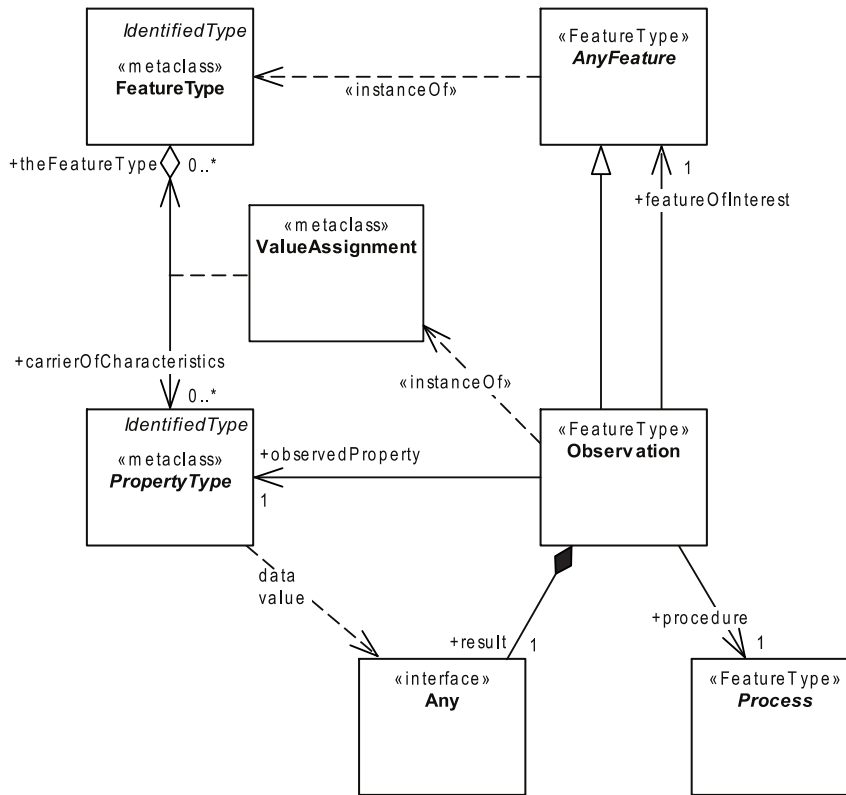 IdentifiedType
«metaclass»
FeatureType
«FeatureType»
AnyFeature
«instanceOf»
+theFeatureType
0..*
1
+featureOfInterest
«metaclass»
ValueAssignment
+carrierOfCharacteristics
0..*
«instanceOf»
IdentifiedType
«metaclass»
PropertyType
+observedProperty
1
«FeatureType»
Observation
data
value
+result
1
+procedure
1
«interface»
Any
«FeatureType»
Process